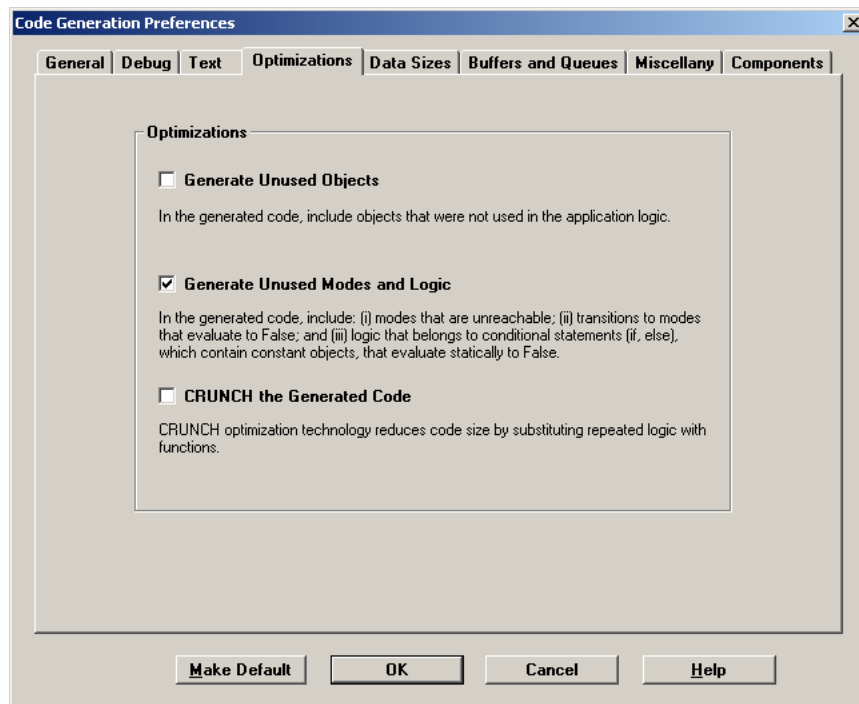 Code Generation Preferences
General Debug Text Optimizations Data Sizes Buffers and Queues Miscellany Components
Optimizations
Generate Unused Objects
In the generated code, include objects that were not used in the application logic.
Generate Unused Modes and Logic
In the generated code, include: (i) modes that are unreachable; (ii) transitions to modes
that evaluate to False; and (iii) logic that belongs to conditional statements (if, else),
which contain constant objects, that evaluate statically to False.
CRUNCH the Generated Code
CRUNCH optimization technology reduces code size by substituting repeated logic with
functions.
Make Default OK Cancel Help